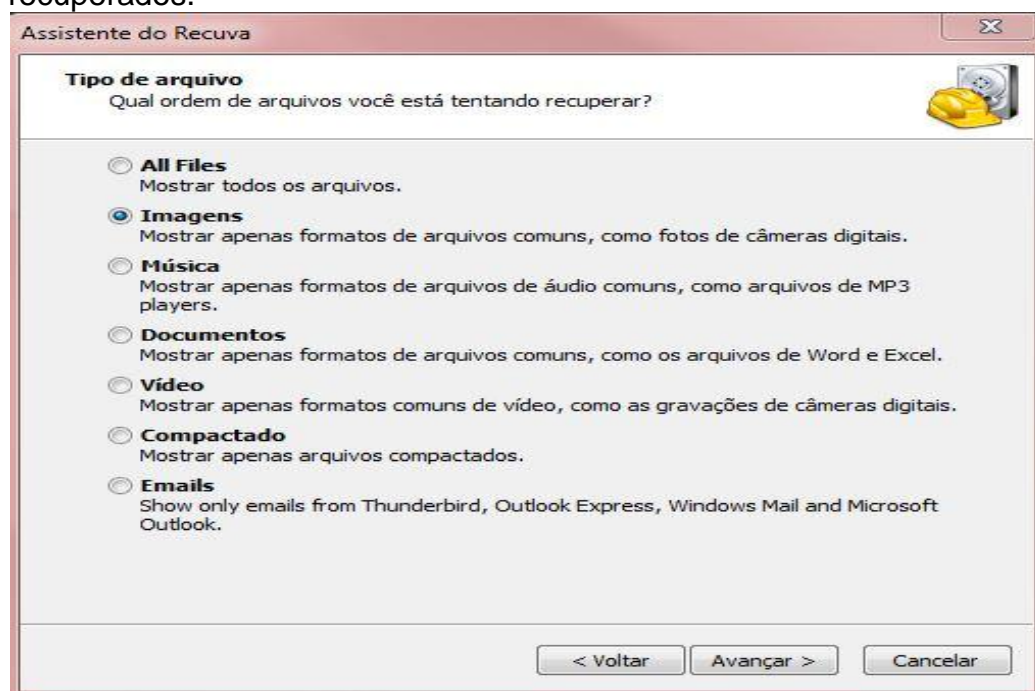 recuperados.
Assistente do Recuva
Tipo de arquivo
Qual ordem de arquivos você está tentando recuperar?
All Files
Mostrar todos os arquivos.
Imagens
Mostrar apenas formatos de arquivos comuns, como fotos de câmeras digitais.
Música
Mostrar apenas formatos de arquivos de áudio comuns, como arquivos de MP3
players.
Documentos
Mostrar apenas formatos de arquivos comuns, como os arquivos de Word e Excel.
Vídeo
Mostrar apenas formatos comuns de vídeo, como as gravações de câmeras digitais.
Compactado
Mostrar apenas arquivos compactados.
Emails
Show only emails from Thunderbird, Outlook Express, Windows Mail and Microsoft
Outlook.
< Voltar Avançar > Cancelar